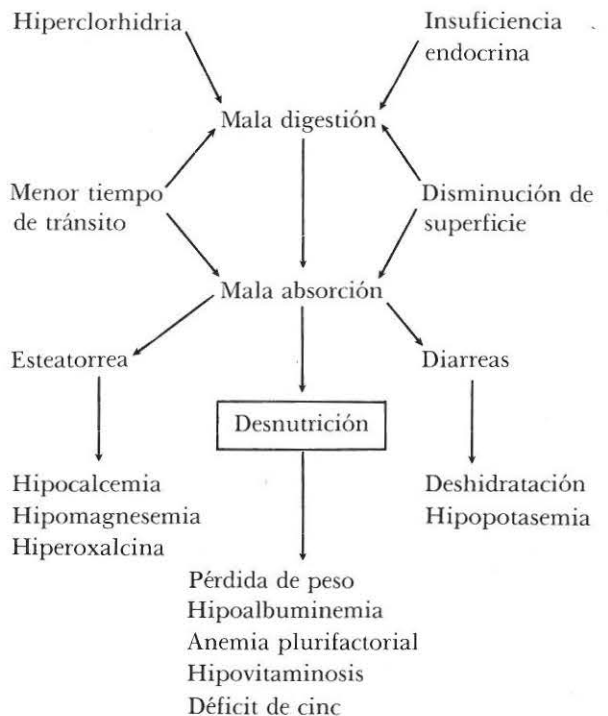 Hiperclorhidria
Insuficiencia
endocrina
Mala digestión
Menor tiempo
de tránsito
Disminución de
superficie
Mala absorción
Esteatorrea
Diarreas
Desnutrición
Hipocalcemia
Hipomagnesemia
Hiperoxalcina
Deshidratación
Hipopotasemia
Pérdida de peso
Hipoalbuminemia
Anemia plurifactorial
Hipovitaminosis
Déficit de cinc